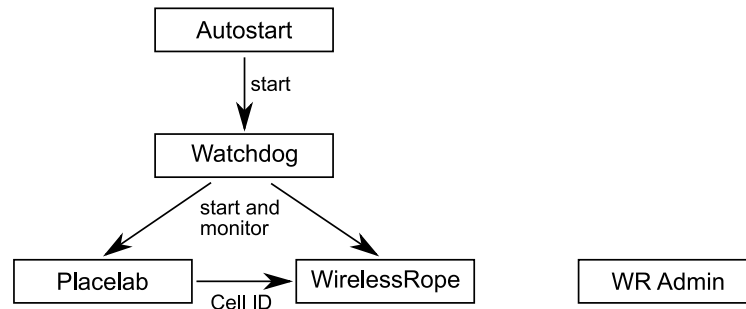 Autostart
start
Watchdog
start and
monitor
Placelab
Cell ID
WirelessRope
WR Admin